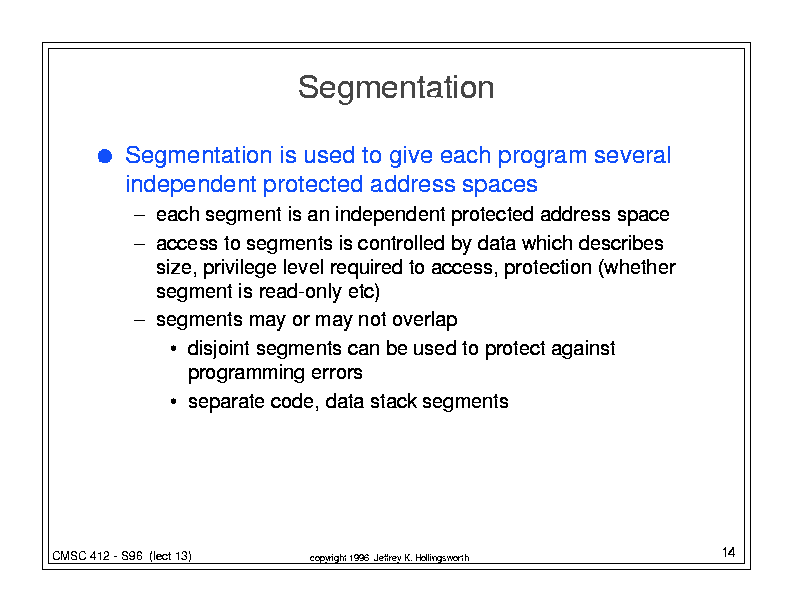 Segmentation
● Segmentation is used to give each program several
independent protected address spaces
– each segment is an independent protected address space
– access to segments is controlled by data which describes
size, privilege level required to access, protection (whether
segment is read-only etc)
– segments may or may not overlap
• disjoint segments can be used to protect against
programming errors
• separate code, data stack segments
CMSC 412 - S96 (lect 13)
copyright 1996 Jeffrey K. Hollingsworth
14